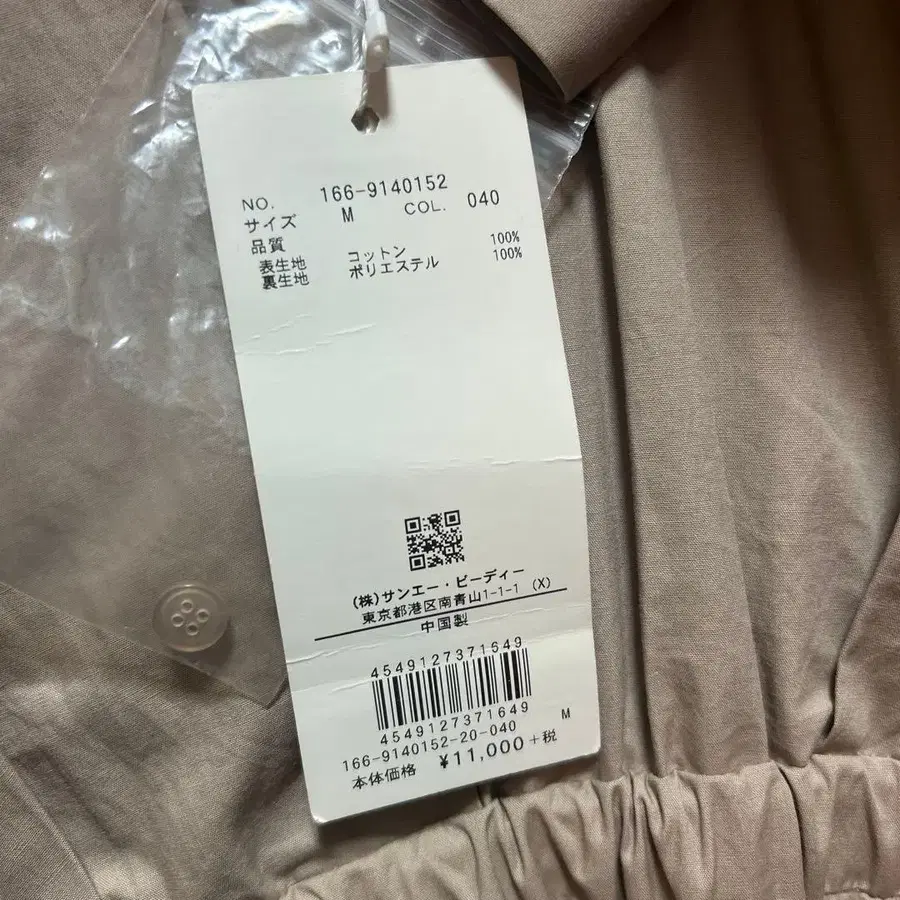 NO. 166-9140152
サイズ M COL. 040
品質
表生地 コットン 100%
裏生地 ポリエステル 100%
(株)サンエー・ビーディー
東京都港区南青山1-1-1 (X)
中国製
4549127371649
4549127371649
166-9140152-20-040 M
本体価格 ¥11,000+税